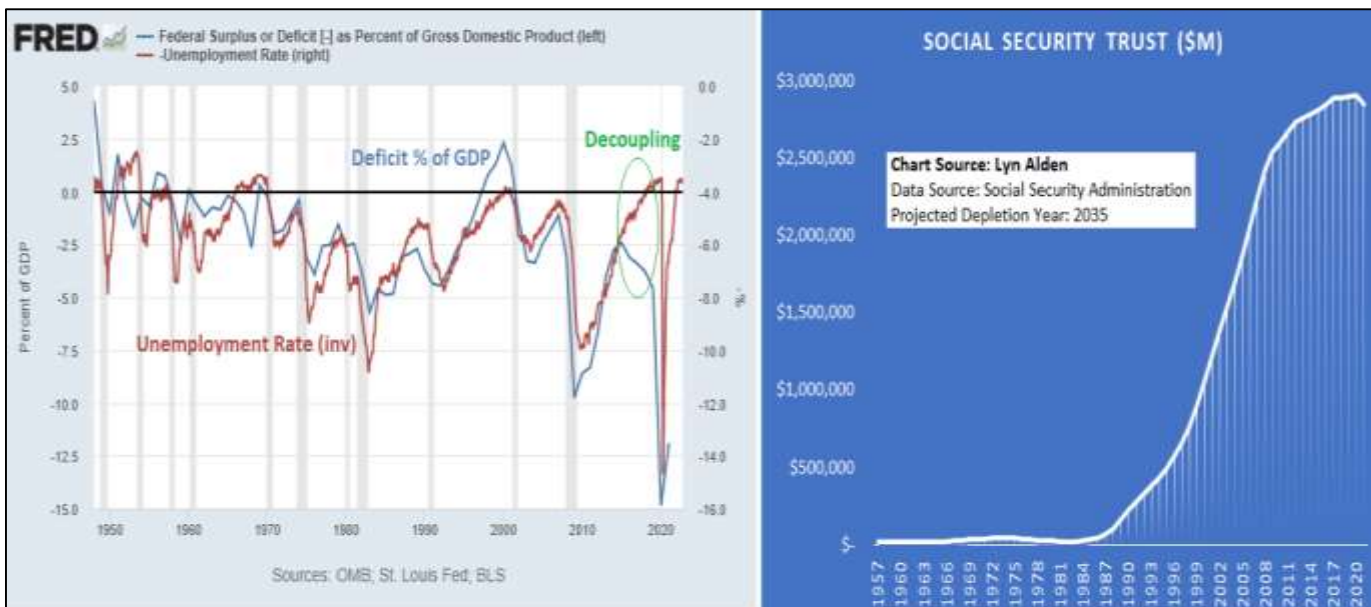 FRED
Federal Surplus or Deficit [-] as Percent of Gross Domestic Product (left)
-Unemployment Rate (right)
5.0
2.5
0.0
-2.5
-5.0
-7.5
-10.0
-12.5
-15.0
Percent of GDP
0.0
-2.0
-4.0
-6.0
-8.0
-10.0
-12.0
-14.0
-16.0
Deficit % of GDP
Decoupling
Unemployment Rate (inv)
1950 1960 1970 1980 1990 2000 2010 2020
Sources: OMB; St. Louis Fed; BLS
SOCIAL SECURITY TRUST ($M)
$3,000,000
$2,500,000
$2,000,000
$1,500,000
$1,000,000
$500,000
$-
Chart Source: Lyn Alden
Data Source: Social Security Administration
Projected Depletion Year: 2035
1957 1960 1963 1966 1969 1972 1975 1978 1981 1984 1987 1990 1993 1996 1999 2002 2005 2008 2011 2014 2017 2020